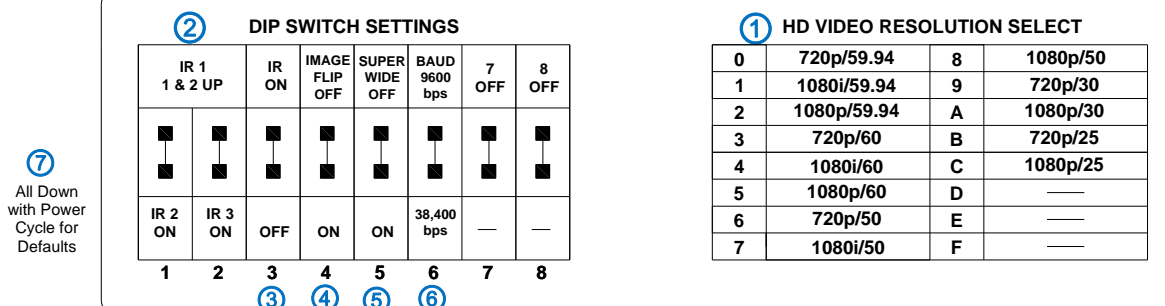 ② DIP SWITCH SETTINGS
IR 1
1 & 2 UP
IR
ON
IMAGE
FLIP
OFF
SUPER
WIDE
OFF
BAUD
9600
bps
7
OFF
8
OFF
IR 2
ON
IR 3
ON
OFF
ON
ON
38,400
bps
—
—
1 2 3 4 5 6 7 8
③ ④ ⑤ ⑥
⑦
All Down
with Power
Cycle for
Defaults
① HD VIDEO RESOLUTION SELECT
0 720p/59.94 8 1080p/50
1 1080i/59.94 9 720p/30
2 1080p/59.94 A 1080p/30
3 720p/60 B 720p/25
4 1080i/60 C 1080p/25
5 1080p/60 D —
6 720p/50 E —
7 1080i/50 F —